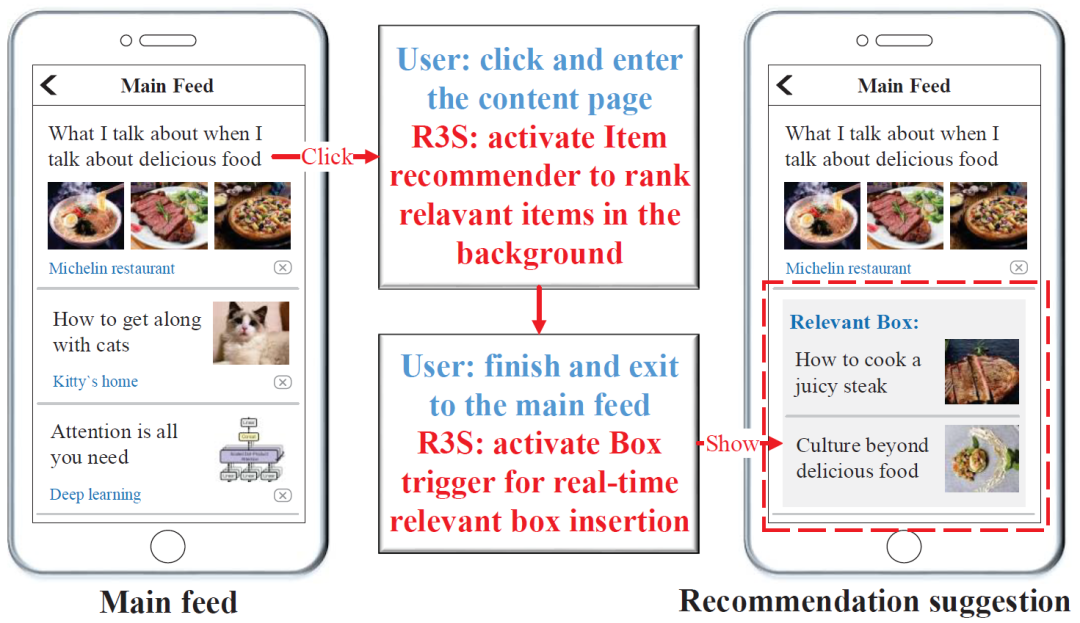 Main Feed
What I talk about when I
talk about delicious food
Michelin restaurant
How to get along
with cats
Kitty`s home
Attention is all
you need
Deep learning
Main feed
Click
User: click and enter
the content page
R3S: activate Item
recommender to rank
relavant items in the
background
User: finish and exit
to the main feed
R3S: activate Box
trigger for real-time
relevant box insertion
Show
Main Feed
What I talk about when I
talk about delicious food
Michelin restaurant
Relevant Box:
How to cook a
juicy steak
Culture beyond
delicious food
Recommendation suggestion